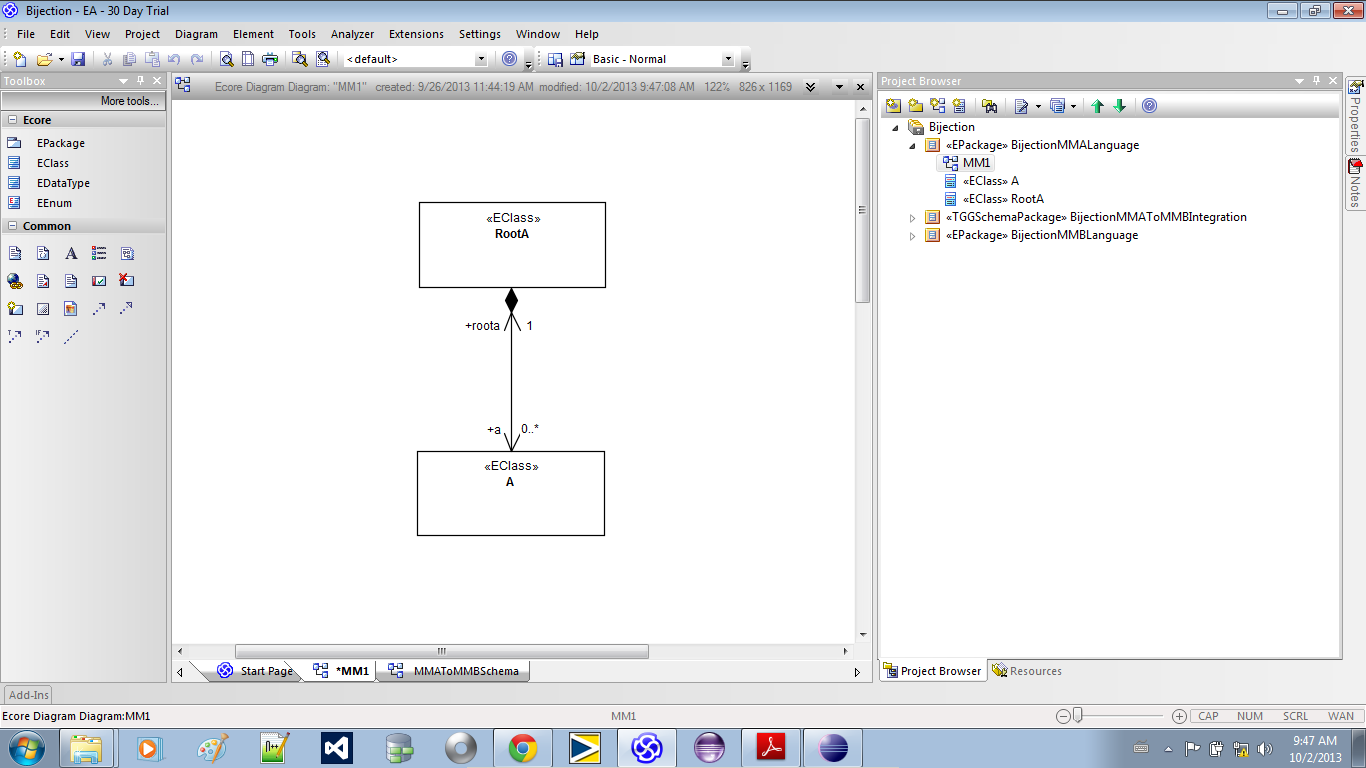 Bijection - EA - 30 Day Trial
File Edit View Project Diagram Element Tools Analyzer Extensions Settings Window Help
<default> Basic - Normal
Toolbox
More tools...
Ecore
EPackage
EClass
EDataType
EEnum
Common
Ecore Diagram Diagram: "MM1" created: 9/26/2013 11:44:19 AM modified: 10/2/2013 9:47:08 AM 122% 826 x 1169
«EClass»
RootA
+roota 1
+a 0..*
«EClass»
A
Start Page *MM1 MMAToMMBSchema
Project Browser
Bijection
«EPackage» BijectionMMALanguage
MM1
«EClass» A
«EClass» RootA
«TGGSchemaPackage» BijectionMMAToMMBIntegration
«EPackage» BijectionMMBLanguage
Project Browser Resources
Properties
Notes
Add-Ins
Ecore Diagram Diagram:MM1 MM1 CAP NUM SCRL WAN
9:47 AM
10/2/2013